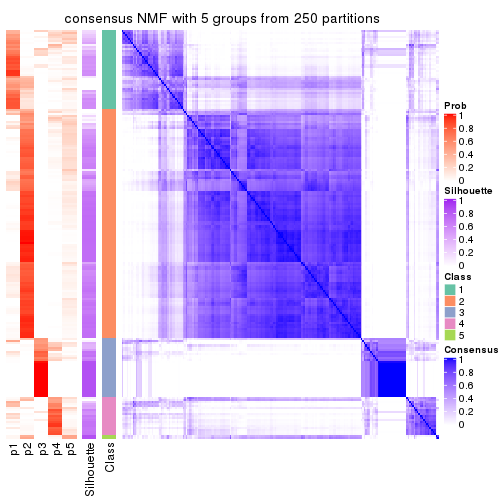 consensus NMF with 5 groups from 250 partitions
p1
p2
p3
p4
p5
Silhouette
Class
Prob
1
0.8
0.6
0.4
0.2
0
Silhouette
1
0.8
0.6
0.4
0.2
0
Class
1
2
3
4
5
Consensus
1
0.8
0.6
0.4
0.2
0